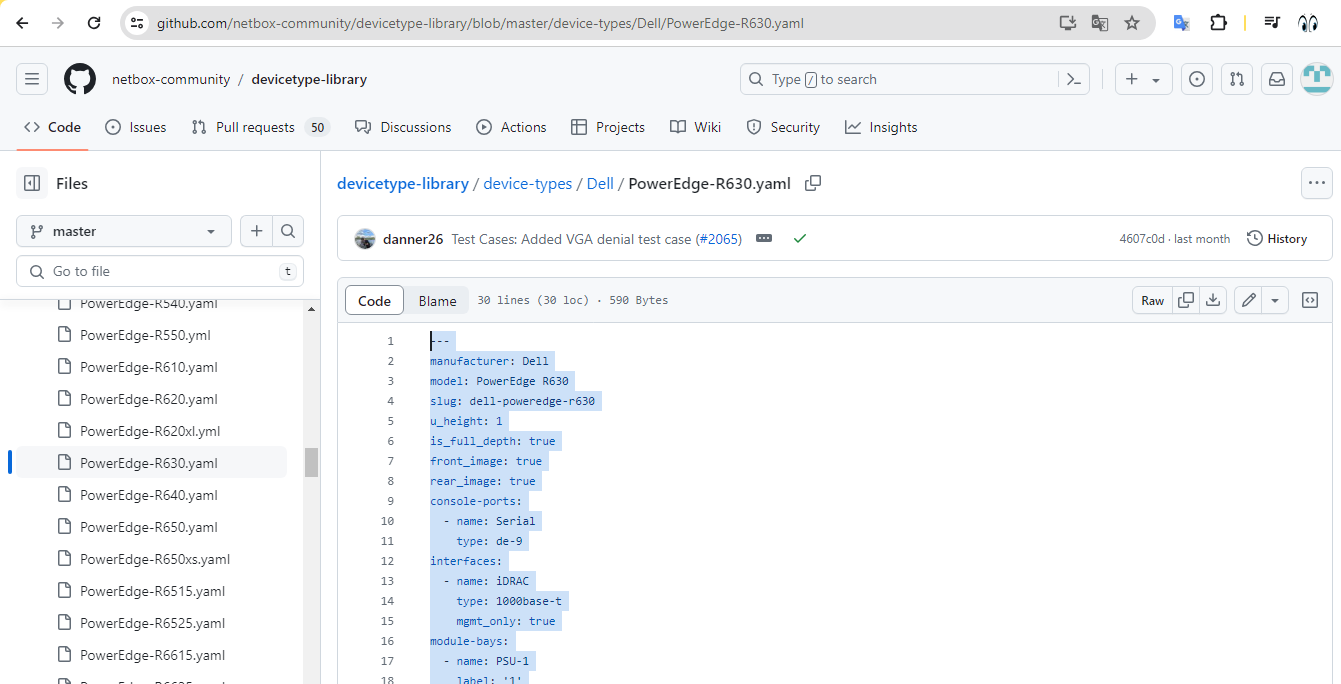 github.com/netbox-community/devicetype-library/blob/master/device-types/Dell/PowerEdge-R630.yaml
netbox-community / devicetype-library
Type / to search
Code
Issues
Pull requests 50
Discussions
Actions
Projects
Wiki
Security
Insights
Files
master
Go to file
t
PowerEdge-R540.yaml
PowerEdge-R550.yml
PowerEdge-R610.yaml
PowerEdge-R620.yaml
PowerEdge-R620xl.yml
PowerEdge-R630.yaml
PowerEdge-R640.yaml
PowerEdge-R650.yaml
PowerEdge-R650xs.yaml
PowerEdge-R6515.yaml
PowerEdge-R6525.yaml
PowerEdge-R6615.yaml
devicetype-library / device-types / Dell / PowerEdge-R630.yaml
danner26 Test Cases: Added VGA denial test case (#2065)
4607c0d · last month
History
Code
Blame
30 lines (30 loc) · 590 Bytes
Raw
1 ---
2 manufacturer: Dell
3 model: PowerEdge R630
4 slug: dell-poweredge-r630
5 u_height: 1
6 is_full_depth: true
7 front_image: true
8 rear_image: true
9 console-ports:
10 - name: Serial
11 type: de-9
12 interfaces:
13 - name: iDRAC
14 type: 1000base-t
15 mgmt_only: true
16 module-bays:
17 - name: PSU-1
18 label: '1'